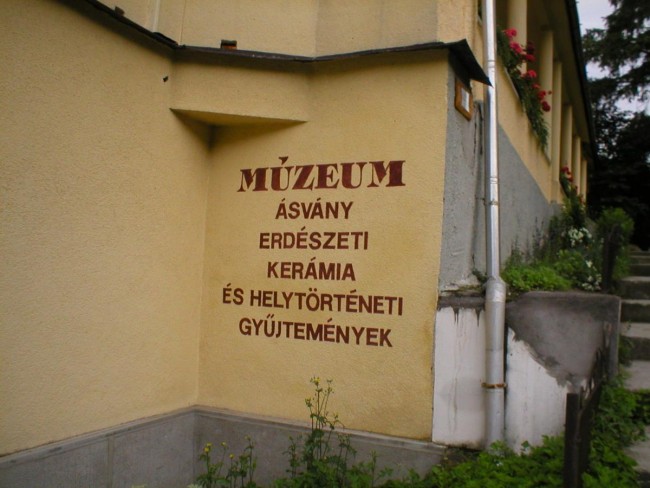 MÚZEUM
ÁSVÁNY
ERDÉSZETI
KERÁMIA
ÉS HELYTÖRTÉNETI
GYŰJTEMÉNYEK